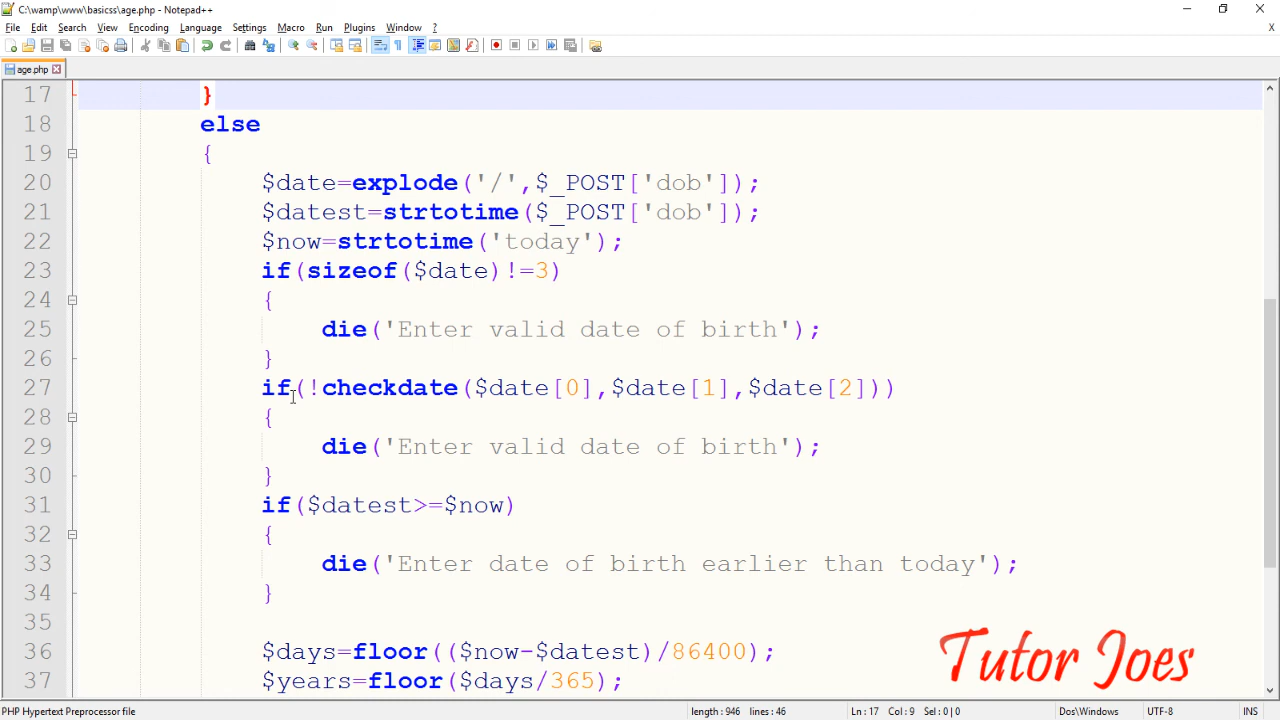 C:\wamp\www\basicss\age.php - Notepad++
File Edit Search View Encoding Language Settings Macro Run Plugins Window ?
X
age.php
17 }
18 else
19 {
20 $date=explode('/',$_POST['dob']);
21 $datest=strtotime($_POST['dob']);
22 $now=strtotime('today');
23 if(sizeof($date)!=3)
24 {
25 die('Enter valid date of birth');
26 }
27 if(!checkdate($date[0],$date[1],$date[2]))
28 {
29 die('Enter valid date of birth');
30 }
31 if($datest>=$now)
32 {
33 die('Enter date of birth earlier than today');
34 }
35
36 $days=floor(($now-$datest)/86400);
37 $years=floor($days/365);
Tutor Joes
PHP Hypertext Preprocessor file length : 946 lines : 46 Ln : 17 Col : 9 Sel : 0 | 0 Dos\Windows UTF-8 INS